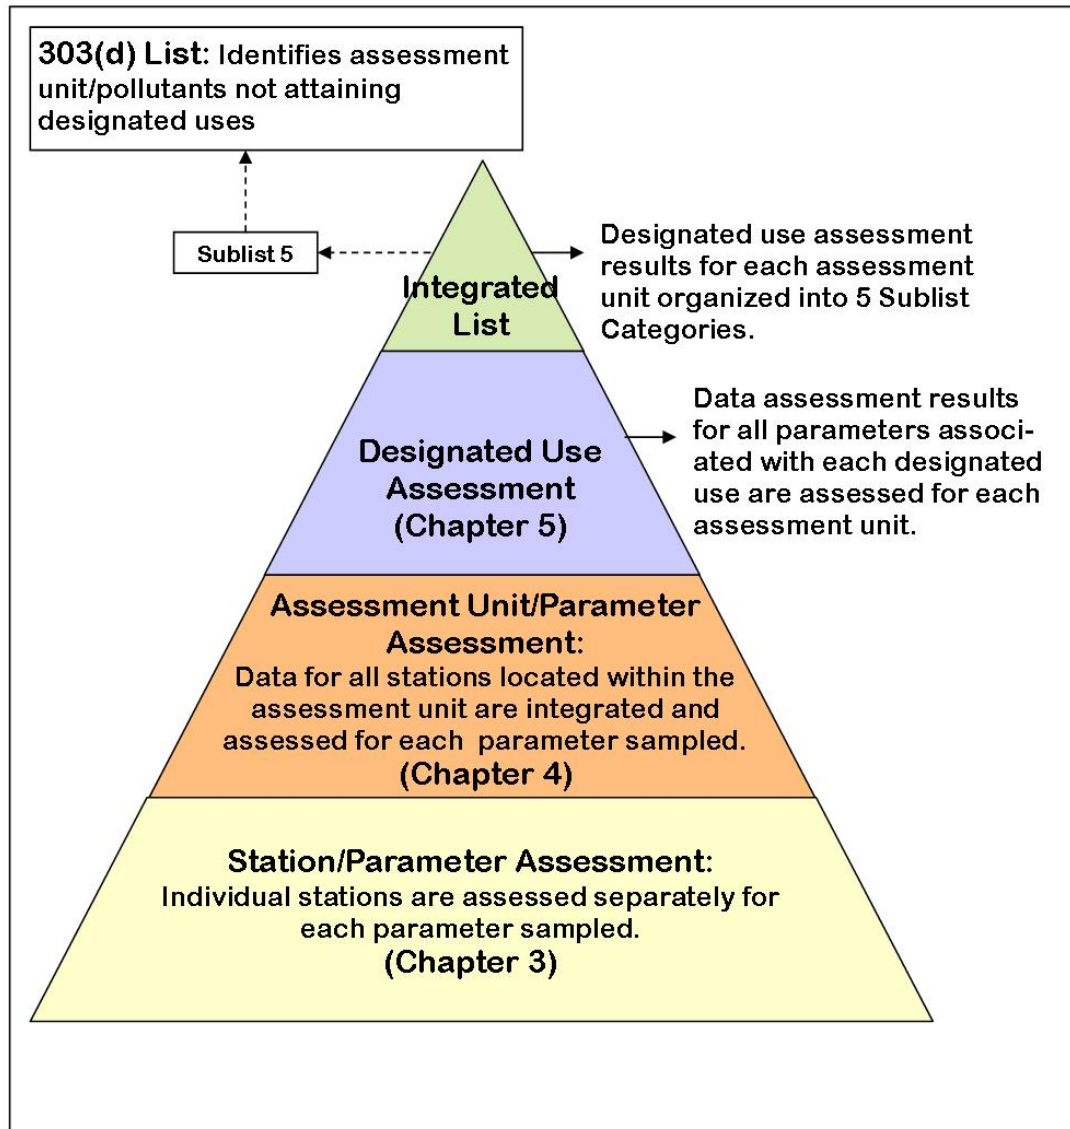 303(d) List: Identifies assessment
unit/pollutants not attaining
designated uses
Sublist 5
Integrated
List
Designated use assessment
results for each assessment
unit organized into 5 Sublist
Categories.
Designated Use
Assessment
(Chapter 5)
Data assessment results
for all parameters associ-
ated with each designated
use are assessed for each
assessment unit.
Assessment Unit/Parameter
Assessment:
Data for all stations located within the
assessment unit are integrated and
assessed for each parameter sampled.
(Chapter 4)
Station/Parameter Assessment:
Individual stations are assessed separately for
each parameter sampled.
(Chapter 3)